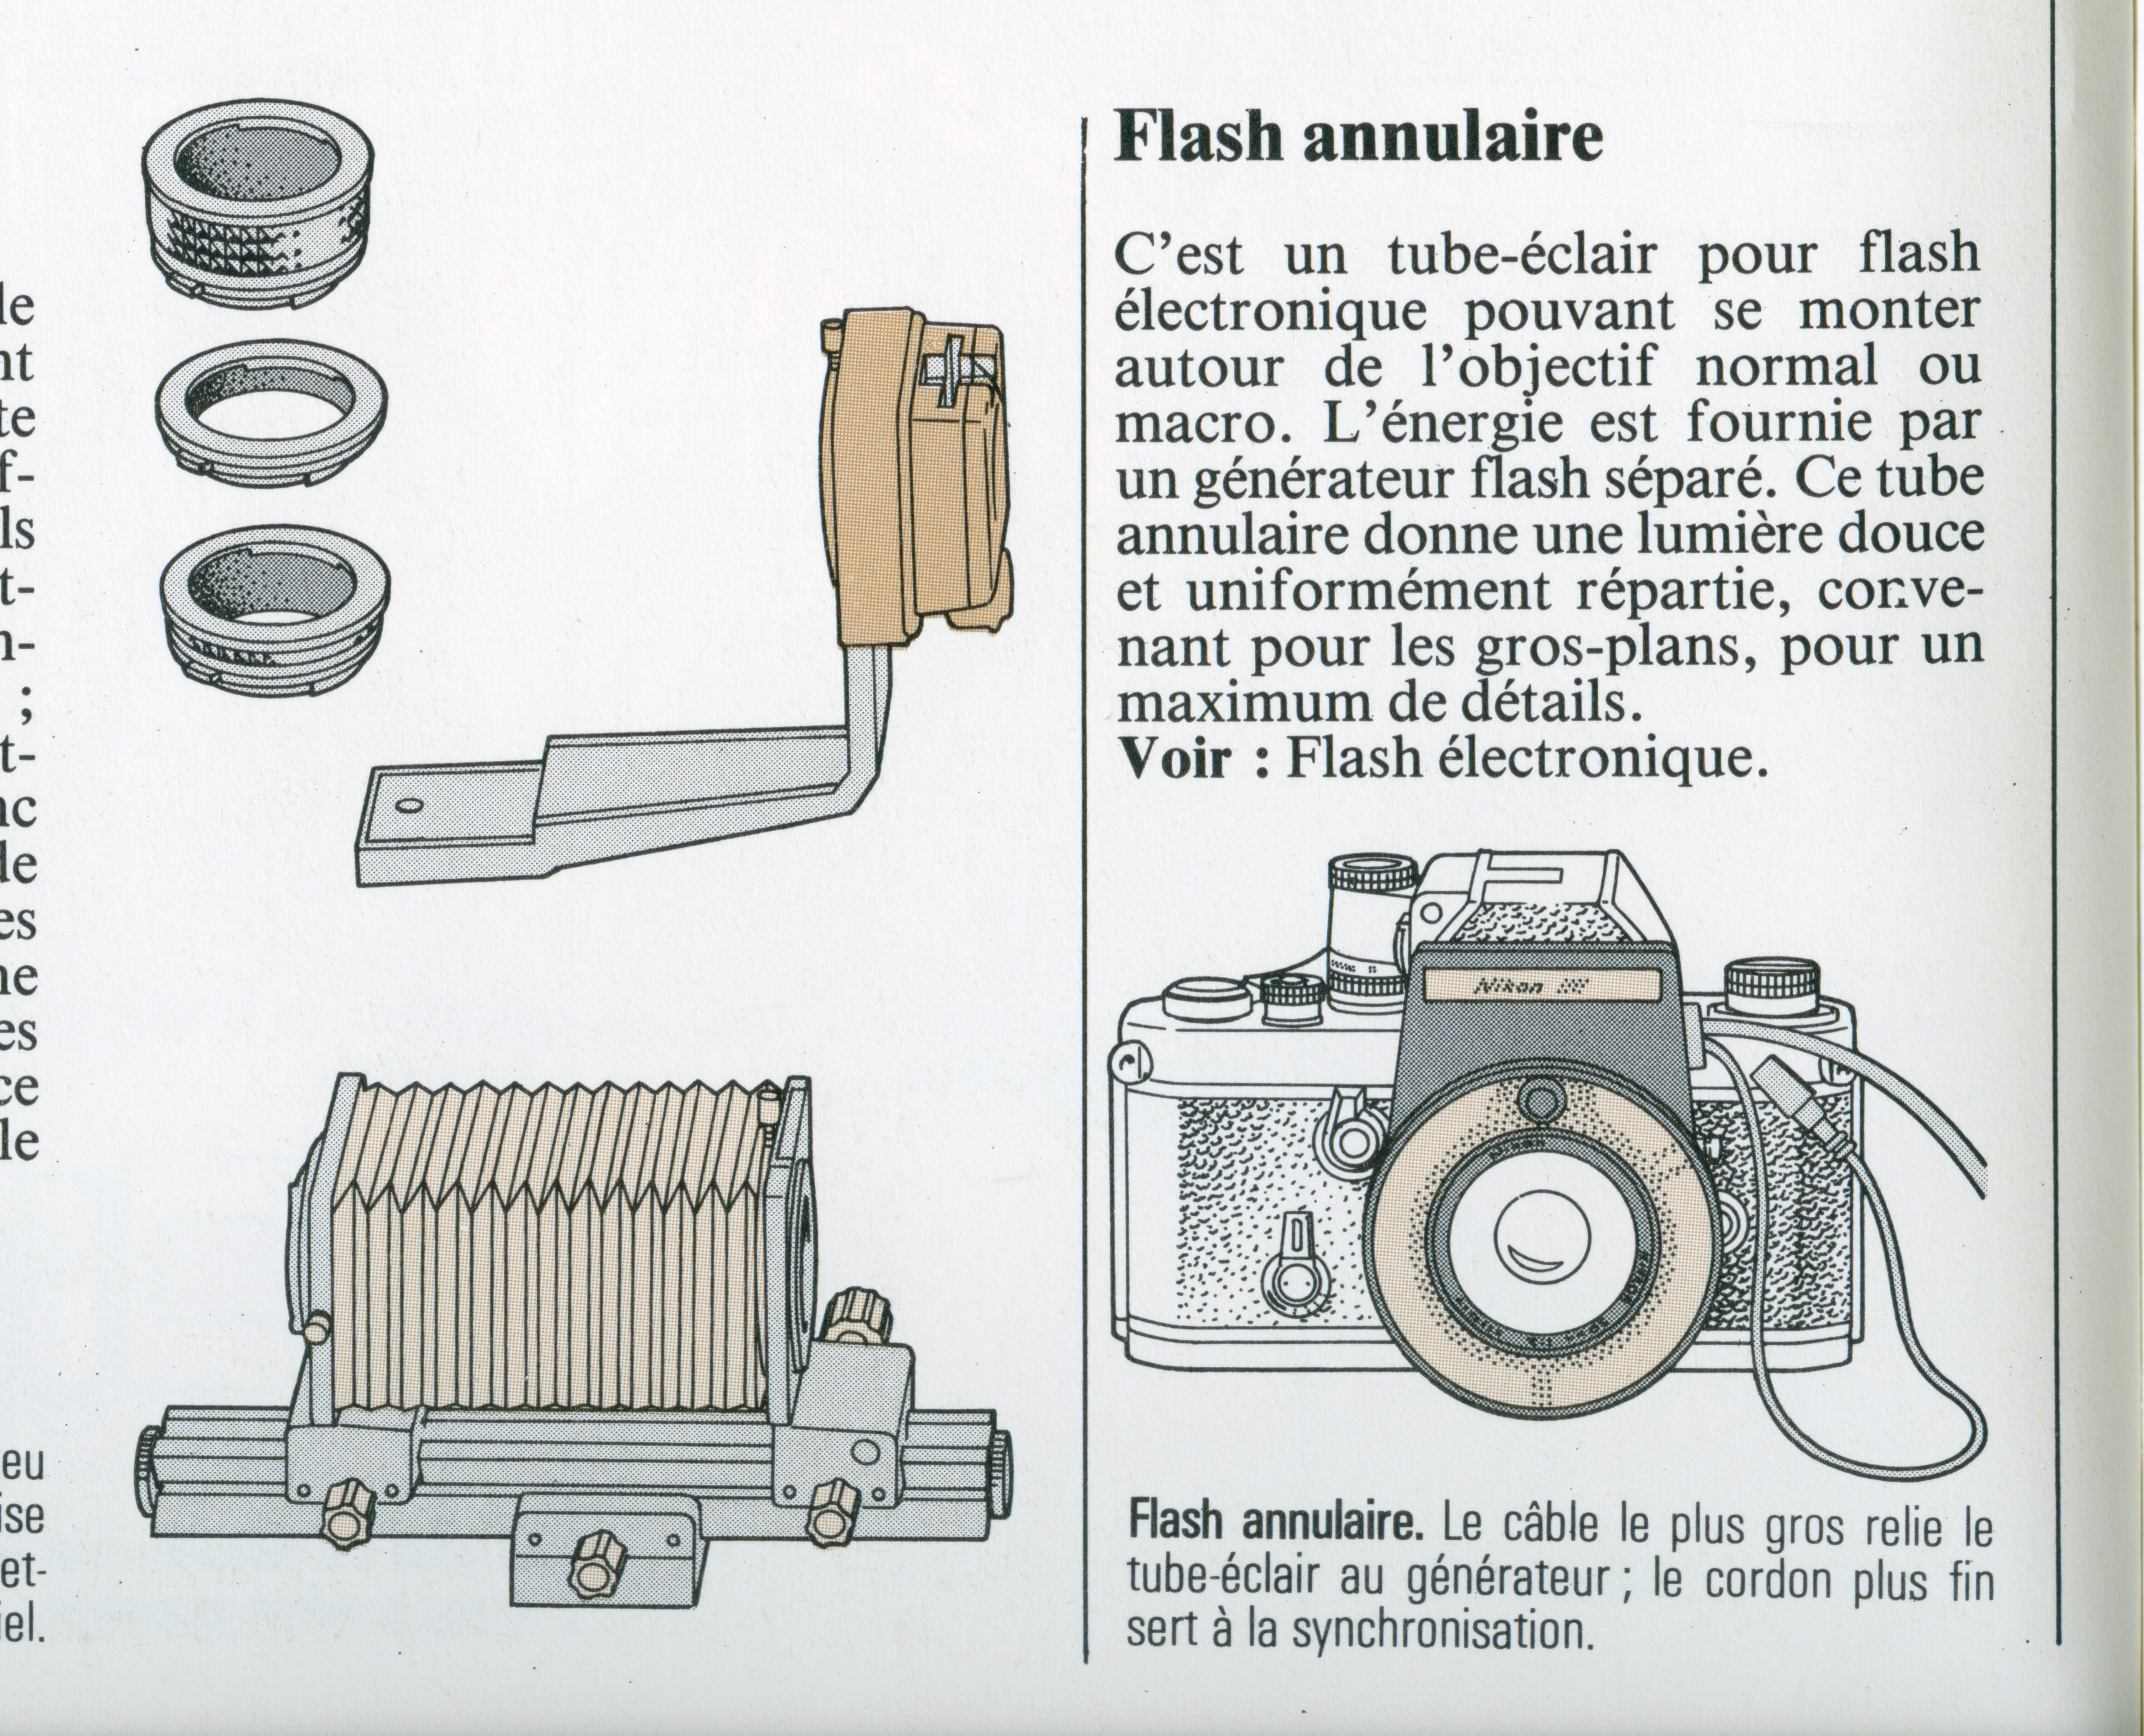 le
nt
te
f-
ls
t-
n-
;
t-
nc
de
es
ne
es
ce
le
eu
ise
et-
iel.
Flash annulaire
C'est un tube-éclair pour flash
électronique pouvant se monter
autour de l'objectif normal ou
macro. L'énergie est fournie par
un générateur flash séparé. Ce tube
annulaire donne une lumière douce
et uniformément répartie, conve-
nant pour les gros-plans, pour un
maximum de détails.
Voir : Flash électronique.
Nikon
Flash annulaire. Le câble le plus gros relie le
tube-éclair au générateur ; le cordon plus fin
sert à la synchronisation.